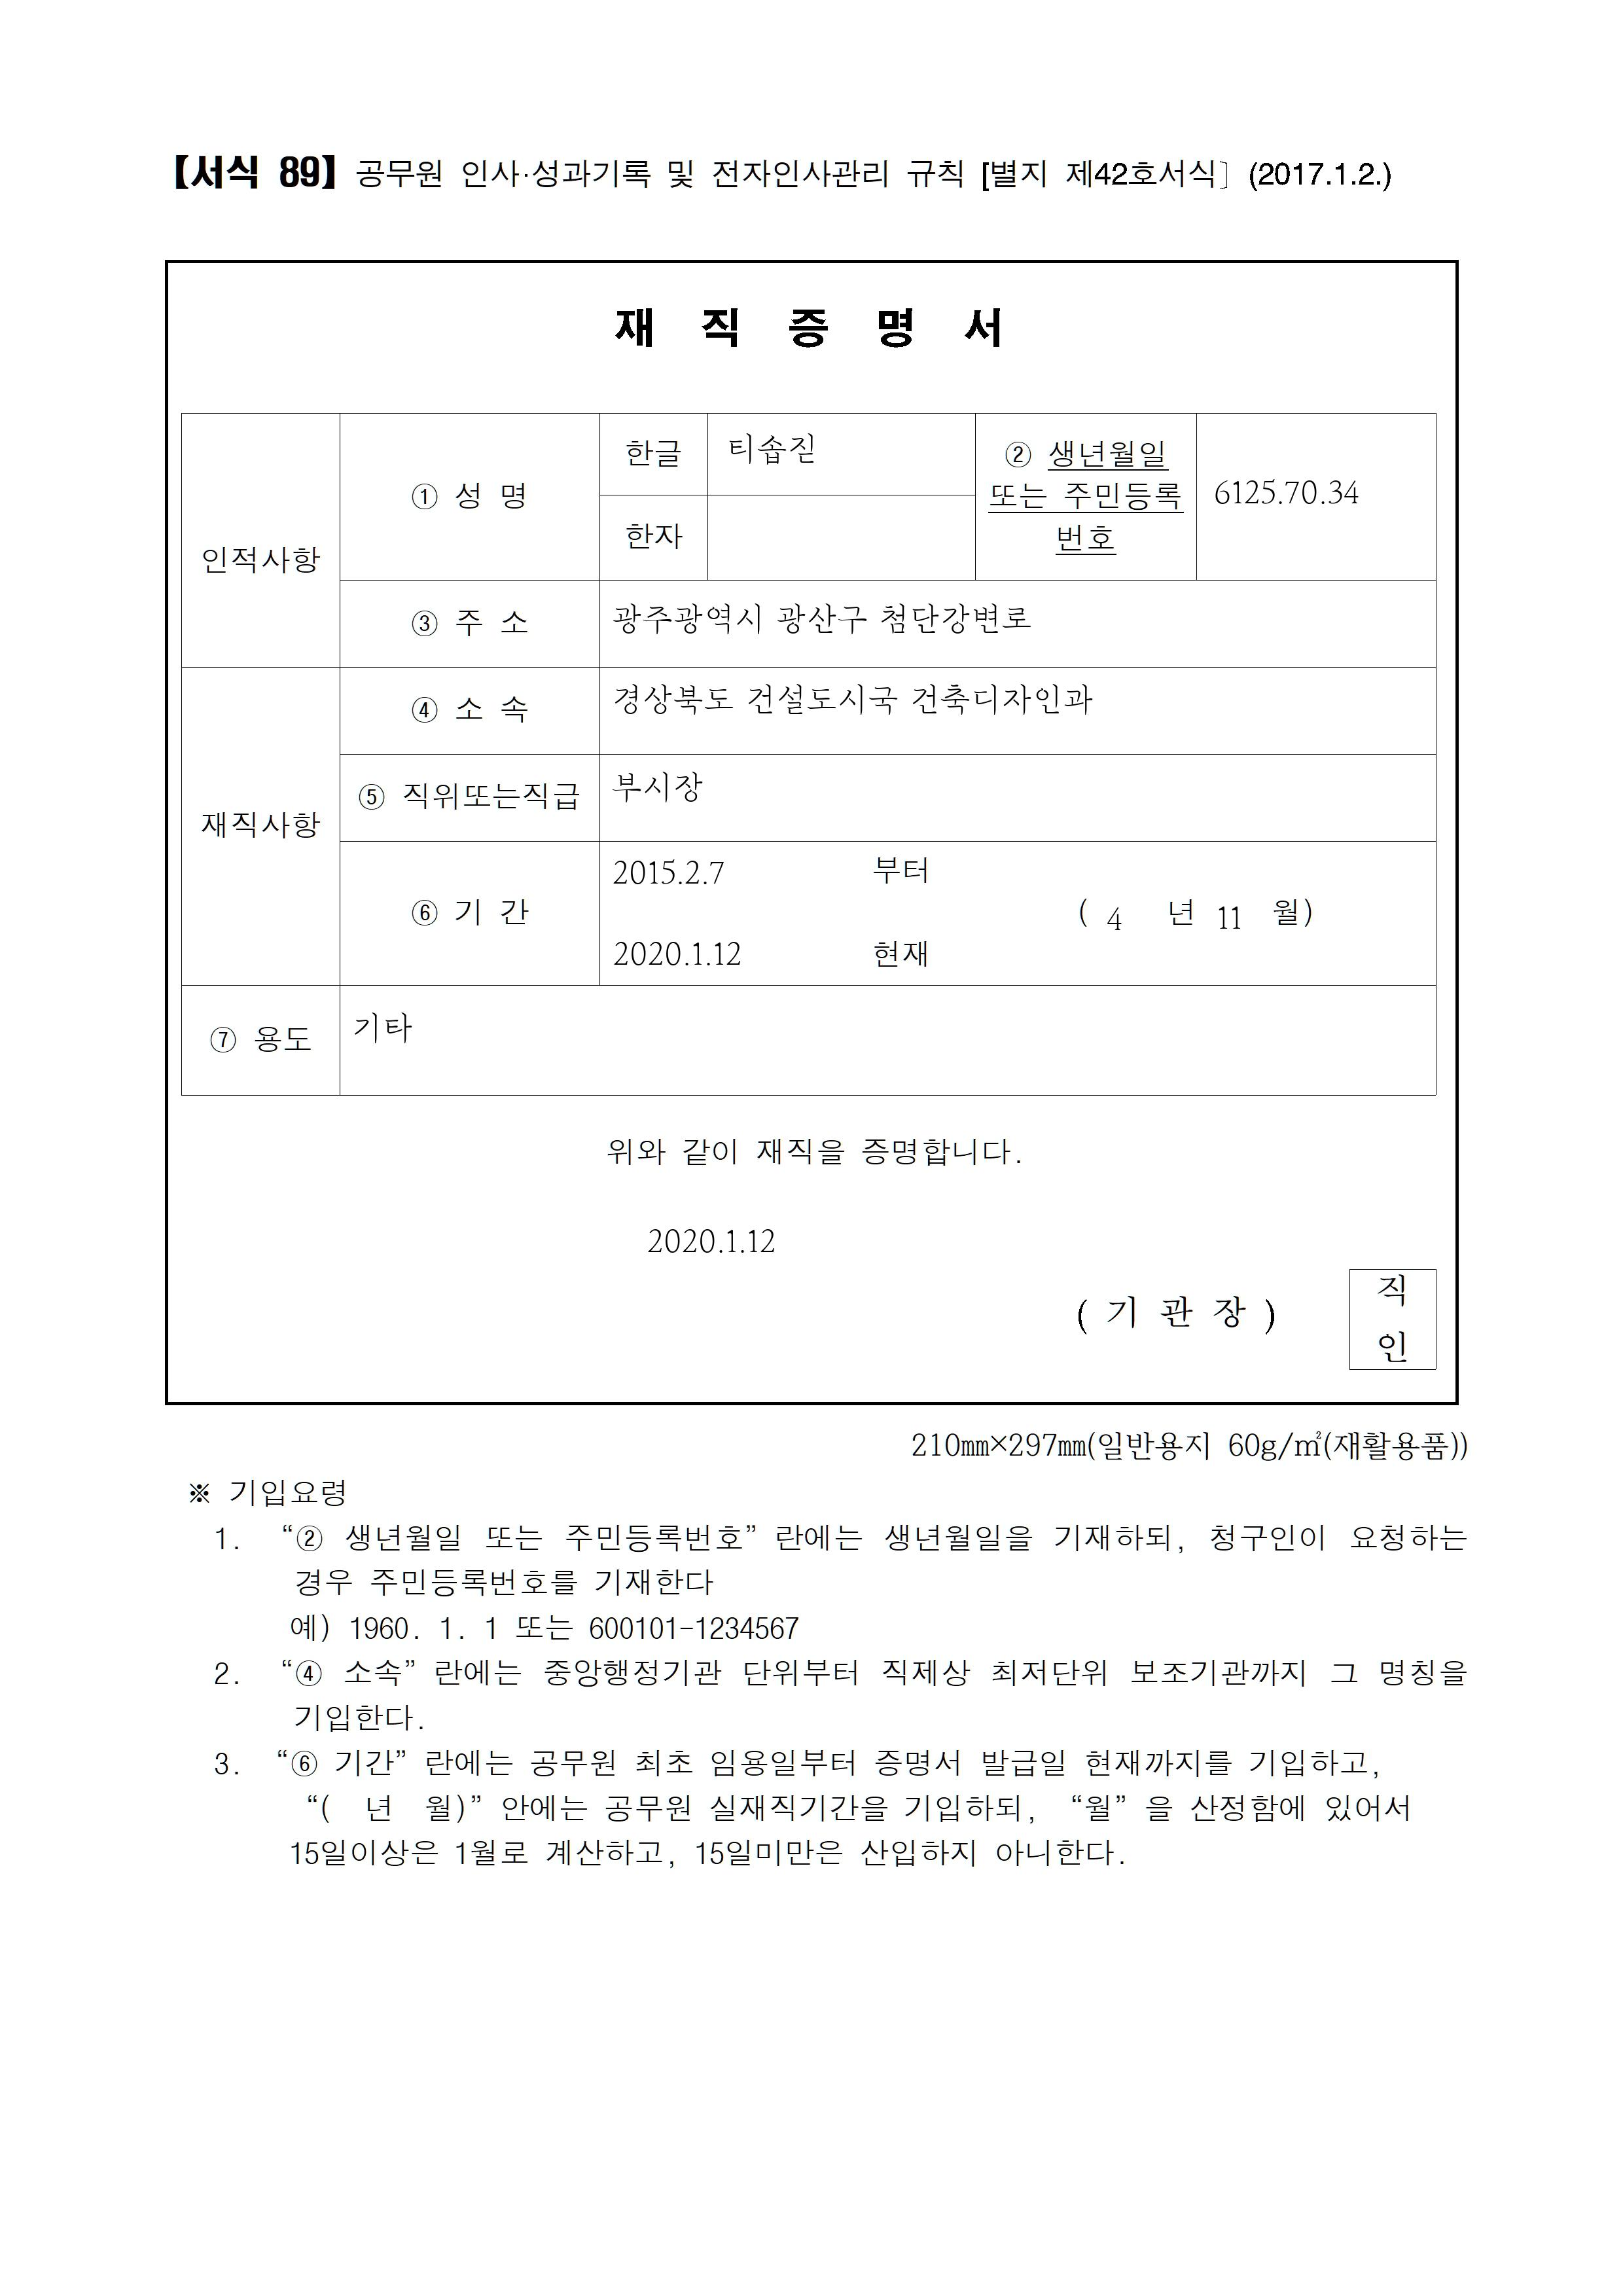 【서식 89】 공무원 인사·성과기록 및 전자인사관리 규칙 [별지 제42호서식〕 (2017.1.2.)
재 직 증 명 서
인적사항
① 성 명
한글
티솝진
한자
② 생년월일
또는 주민등록
번호
6125.70.34
③ 주 소
광주광역시 광산구 첨단강변로
재직사항
④ 소 속
경상북도 건설도시국 건축디자인과
⑤ 직위또는직급
부시장
⑥ 기 간
2015.2.7 부터
( 4 년 11 월)
2020.1.12 현재
⑦ 용도
기타
위와 같이 재직을 증명합니다.
2020.1.12
( 기 관 장 )
직
인
210㎜×297㎜(일반용지 60g/㎡(재활용품))
※ 기입요령
1. “② 생년월일 또는 주민등록번호” 란에는 생년월일을 기재하되, 청구인이 요청하는
경우 주민등록번호를 기재한다
예) 1960. 1. 1 또는 600101-1234567
2. “④ 소속” 란에는 중앙행정기관 단위부터 직제상 최저단위 보조기관까지 그 명칭을
기입한다.
3. “⑥ 기간” 란에는 공무원 최초 임용일부터 증명서 발급일 현재까지를 기입하고,
“( 년 월)” 안에는 공무원 실재직기간을 기입하되, “월” 을 산정함에 있어서
15일이상은 1월로 계산하고, 15일미만은 산입하지 아니한다.